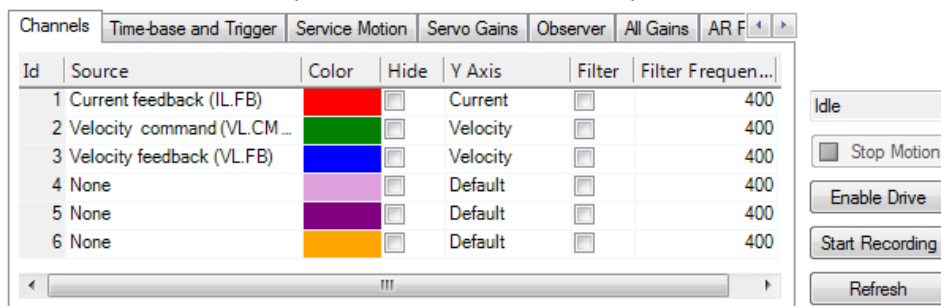 Channels Time-base and Trigger Service Motion Servo Gains Observer All Gains AR F
Id Source Color Hide Y Axis Filter Filter Frequen...
1 Current feedback (IL.FB) Current 400
2 Velocity command (VL.CM... Velocity 400
3 Velocity feedback (VL.FB) Velocity 400
4 None Default 400
5 None Default 400
6 None Default 400
Idle
Stop Motion
Enable Drive
Start Recording
Refresh